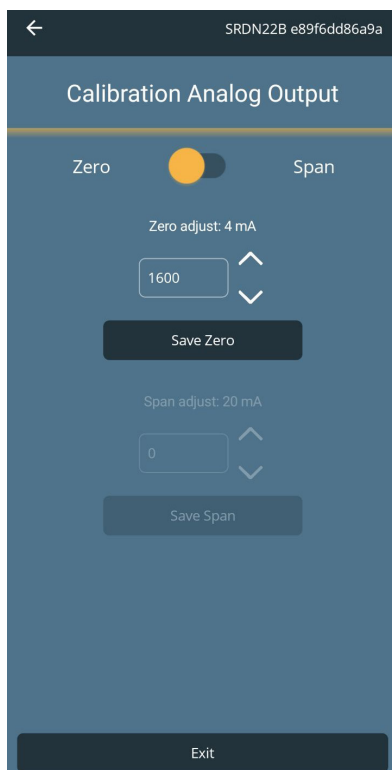 SRDN22B e89f6dd86a9a
Calibration Analog Output
Zero Span
Zero adjust: 4 mA
1600
Save Zero
Span adjust: 20 mA
0
Save Span
Exit